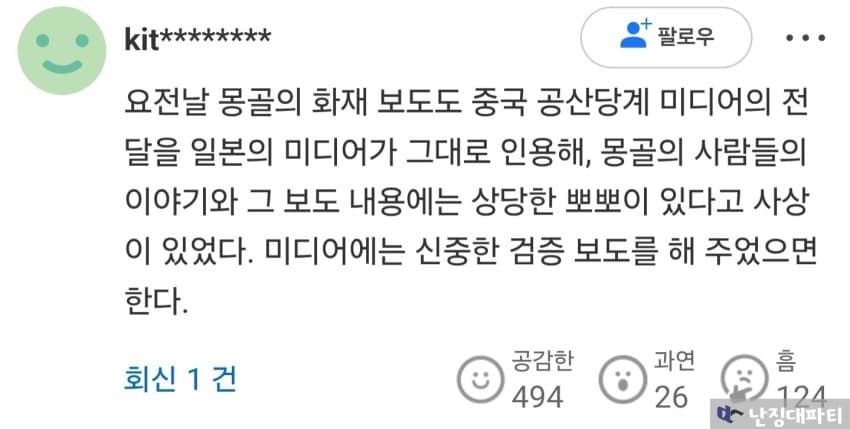 kit********
팔로우
요전날 몽골의 화재 보도도 중국 공산당계 미디어의 전
달을 일본의 미디어가 그대로 인용해, 몽골의 사람들의
이야기와 그 보도 내용에는 상당한 뽀뽀이 있다고 사상
이 있었다. 미디어에는 신중한 검증 보도를 해 주었으면
한다.
회신 1 건
공감한
494
과연
26
흠
124
난징대파티